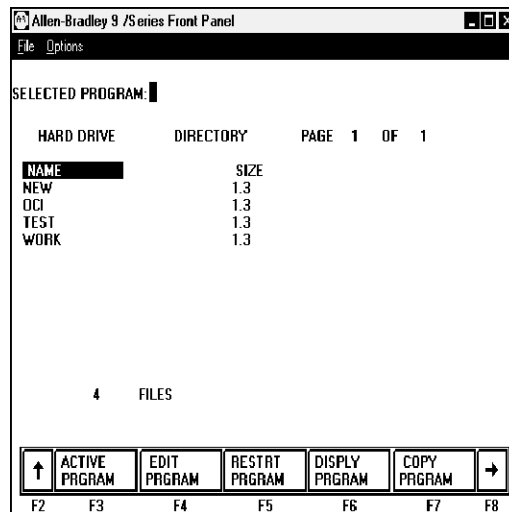 Allen-Bradley 9 /Series Front Panel
File Options
SELECTED PROGRAM:
HARD DRIVE DIRECTORY PAGE 1 OF 1
NAME SIZE
NEW 1.3
OCI 1.3
TEST 1.3
WORK 1.3
4 FILES
ACTIVE EDIT RESTRT DISPLY COPY
PRGRAM PRGRAM PRGRAM PRGRAM PRGRAM
F2 F3 F4 F5 F6 F7 F8